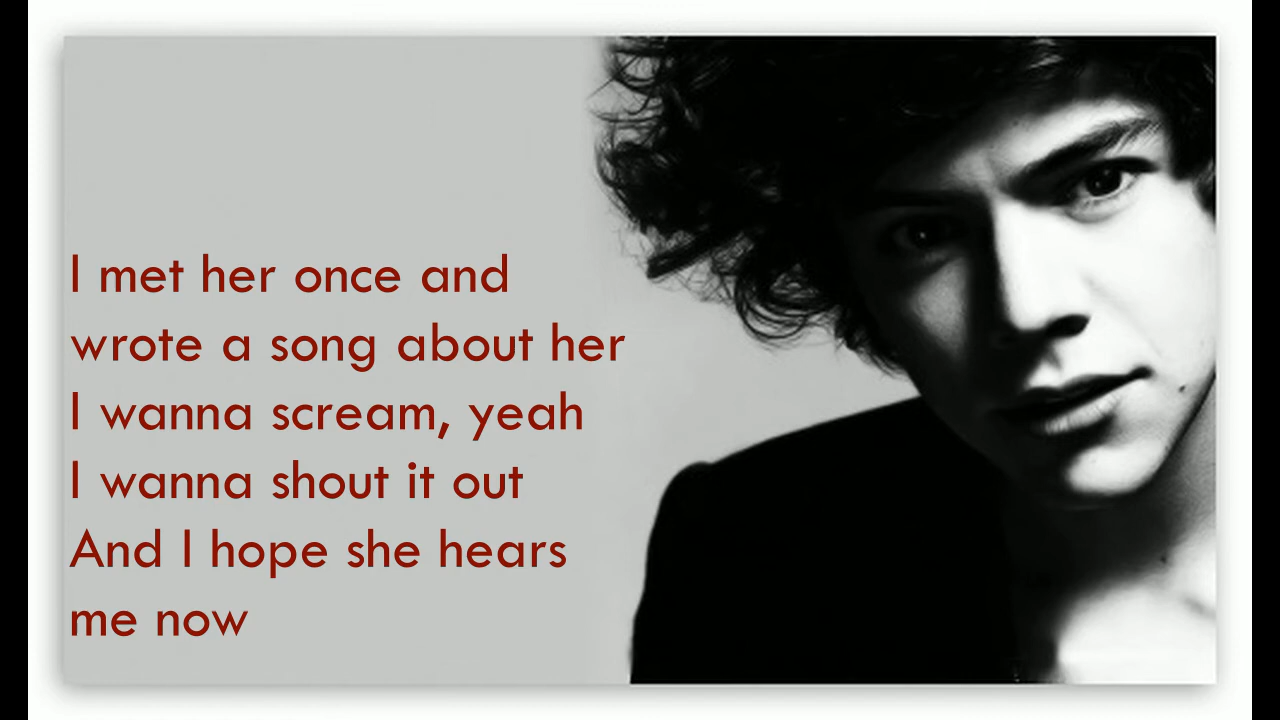 I met her once and
wrote a song about her
I wanna scream, yeah
I wanna shout it out
And I hope she hears
me now